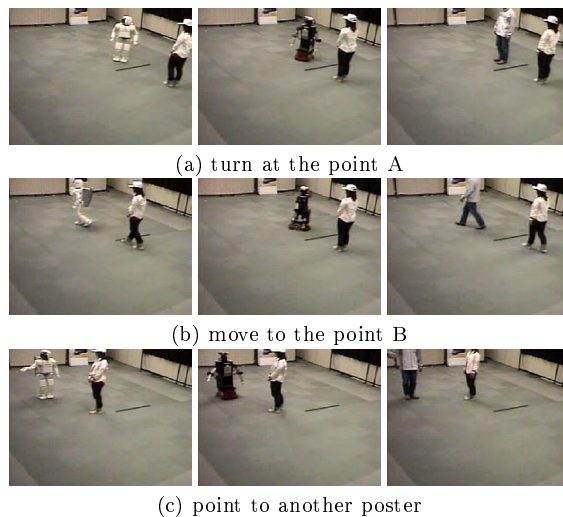 (a) turn at the point A
(b) move to the point B
(c) point to another poster